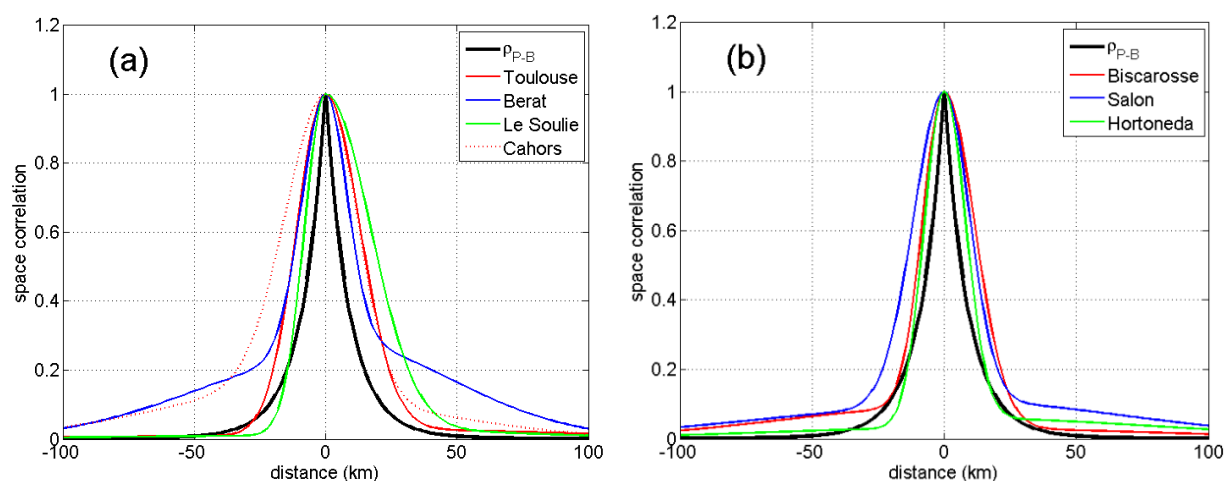 (a)
1.2
1
0.8
0.6
0.4
0.2
0
-100
-50
0
50
100
space correlation
distance (km)
ρP-B
Toulouse
Berat
Le Soulie
Cahors
(b)
1.2
1
0.8
0.6
0.4
0.2
0
-100
-50
0
50
100
space correlation
distance (km)
ρP-B
Biscarosse
Salon
Hortoneda